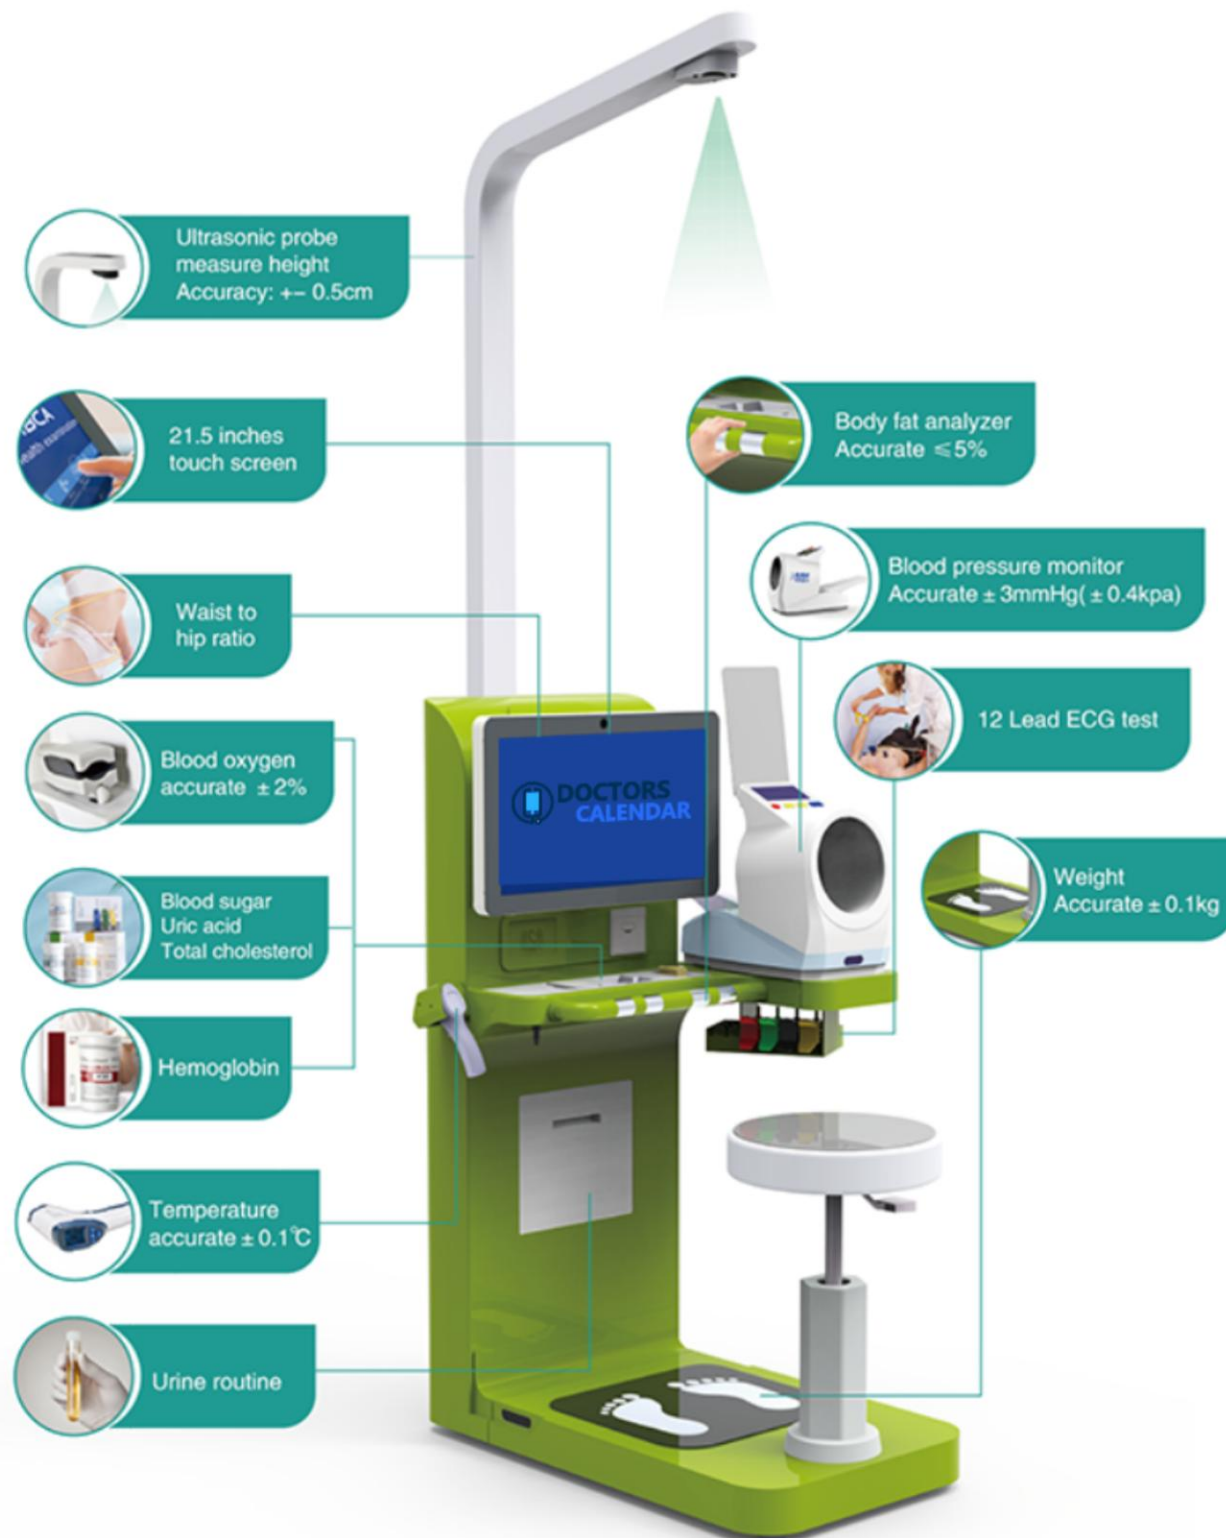 Ultrasonic probe
measure height
Accuracy: +− 0.5cm
21.5 inches
touch screen
Waist to
hip ratio
Blood oxygen
accurate ± 2%
Blood sugar
Uric acid
Total cholesterol
Hemoglobin
Temperature
accurate ± 0.1℃
Urine routine
Body fat analyzer
Accurate ≤5%
Blood pressure monitor
Accurate ± 3mmHg( ± 0.4kpa)
12 Lead ECG test
Weight
Accurate ± 0.1kg
DOCTORS
CALENDAR